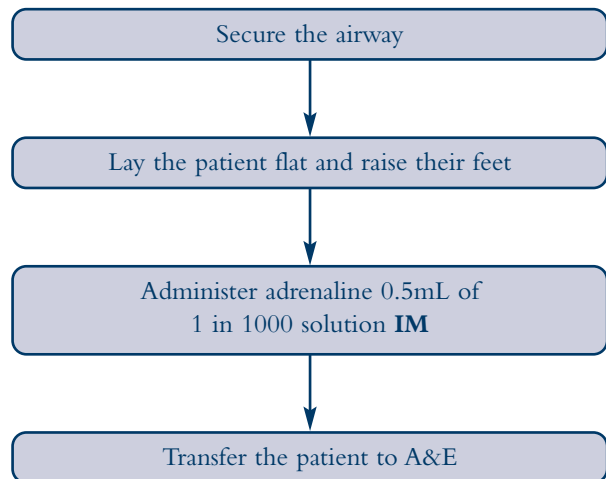 Secure the airway
Lay the patient flat and raise their feet
Administer adrenaline 0.5mL of
1 in 1000 solution IM
Transfer the patient to A&E